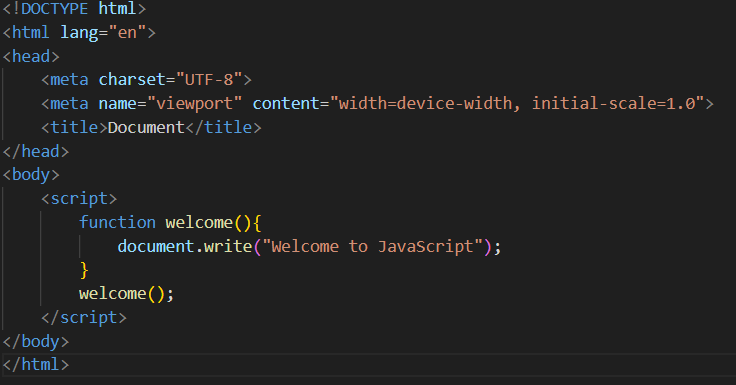 <!DOCTYPE html>
<html lang="en">
<head>
    <meta charset="UTF-8">
    <meta name="viewport" content="width=device-width, initial-scale=1.0">
    <title>Document</title>
</head>
<body>
    <script>
        function welcome(){
            document.write("Welcome to JavaScript");
        }
        welcome();
    </script>
</body>
</html>